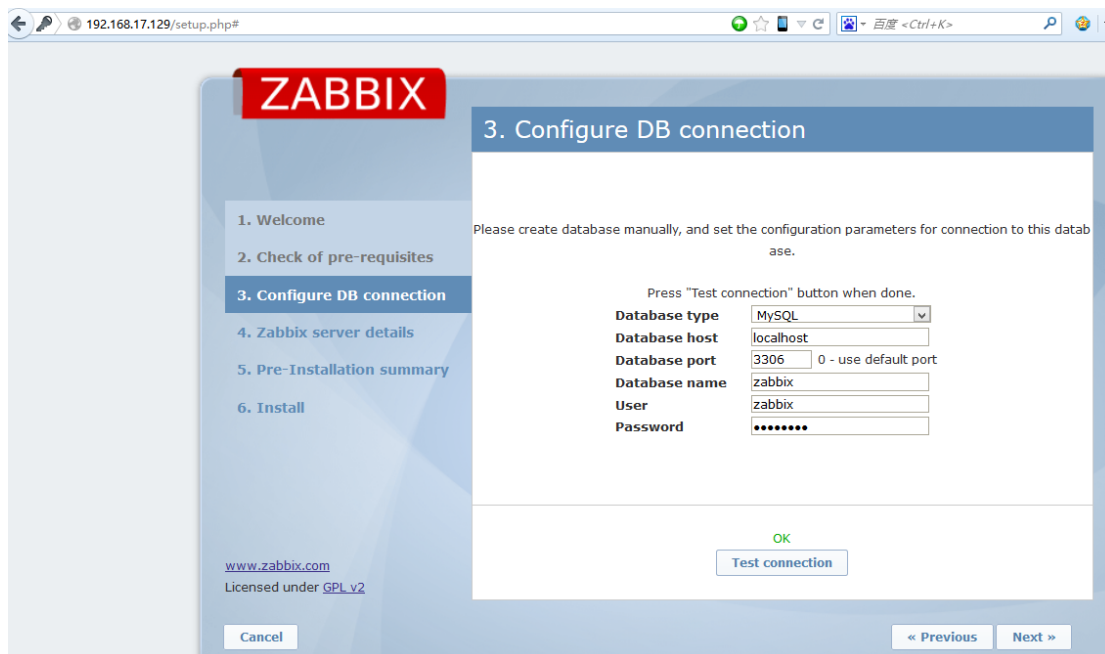 192.168.17.129/setup.php#
百度 <Ctrl+K>
ZABBIX
3. Configure DB connection
1. Welcome
2. Check of pre-requisites
3. Configure DB connection
4. Zabbix server details
5. Pre-Installation summary
6. Install
Please create database manually, and set the configuration parameters for connection to this datab
ase.
Press "Test connection" button when done.
Database type MySQL
Database host localhost
Database port 3306 0 - use default port
Database name zabbix
User zabbix
Password ••••••••
OK
Test connection
www.zabbix.com
Licensed under GPL v2
Cancel
« Previous
Next »